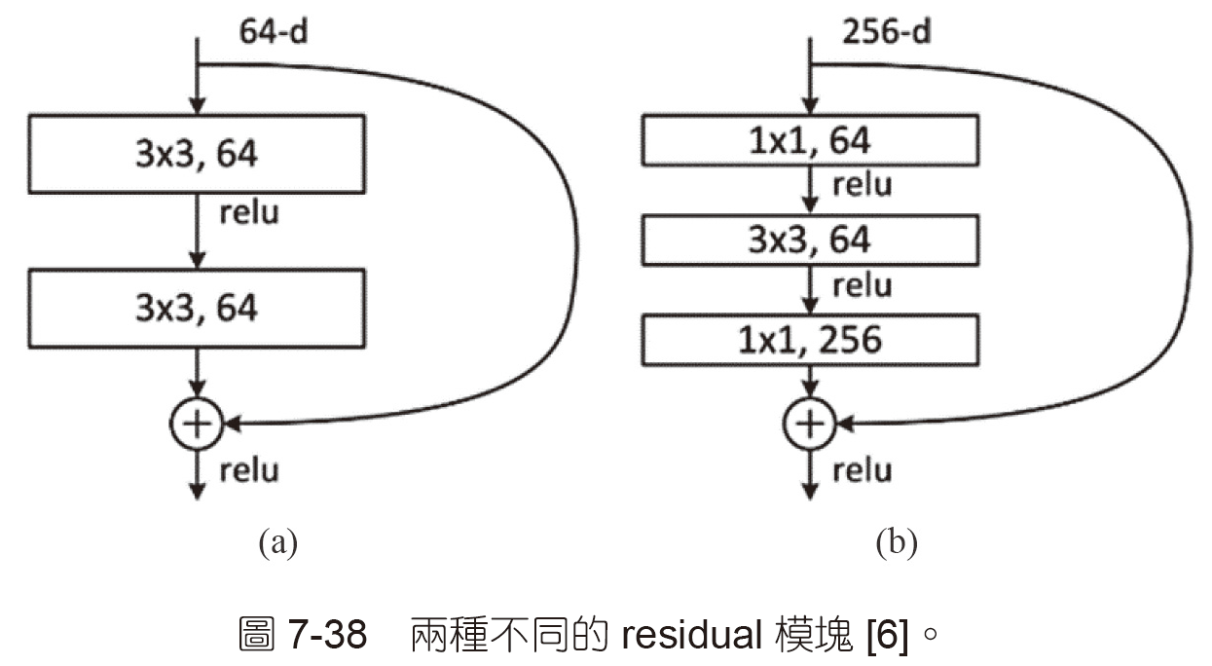 64-d
3x3, 64
relu
3x3, 64
relu
(a)
256-d
1x1, 64
relu
3x3, 64
relu
1x1, 256
relu
(b)
圖 7-38 兩種不同的 residual 模塊 [6]。